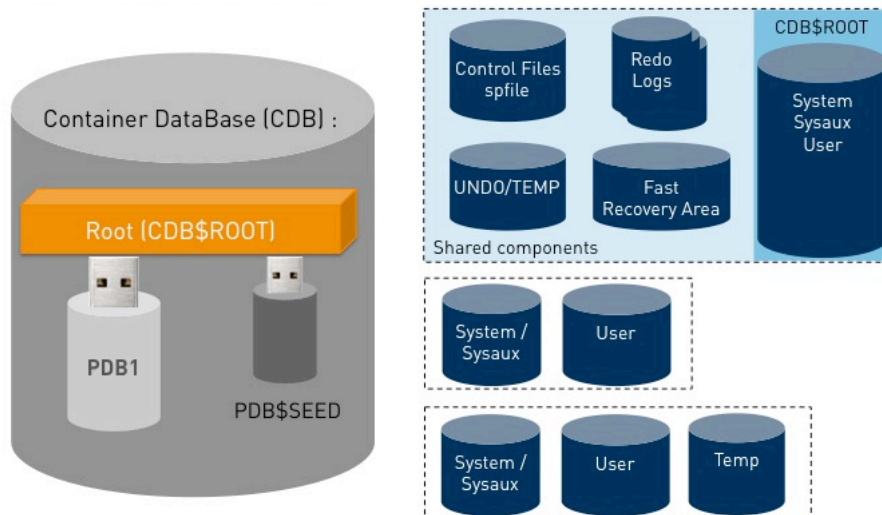 Container DataBase (CDB) :
Root (CDB$ROOT)
PDB1
PDB$SEED
CDB$ROOT
Control Files
spfile
Redo
Logs
System
Sysaux
User
UNDO/TEMP
Fast
Recovery Area
Shared components
System /
Sysaux
User
System /
Sysaux
User
Temp